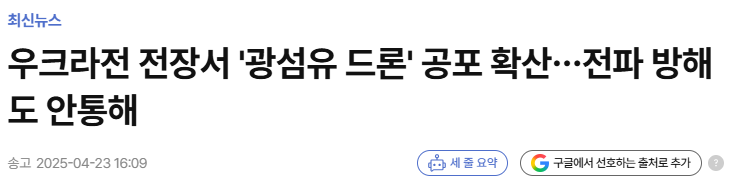 최신뉴스
우크라전 전장서 '광섬유 드론' 공포 확산…전파 방해
도 안통해
송고 2025-04-23 16:09 세 줄 요약 구글에서 선호하는 출처로 추가 ?